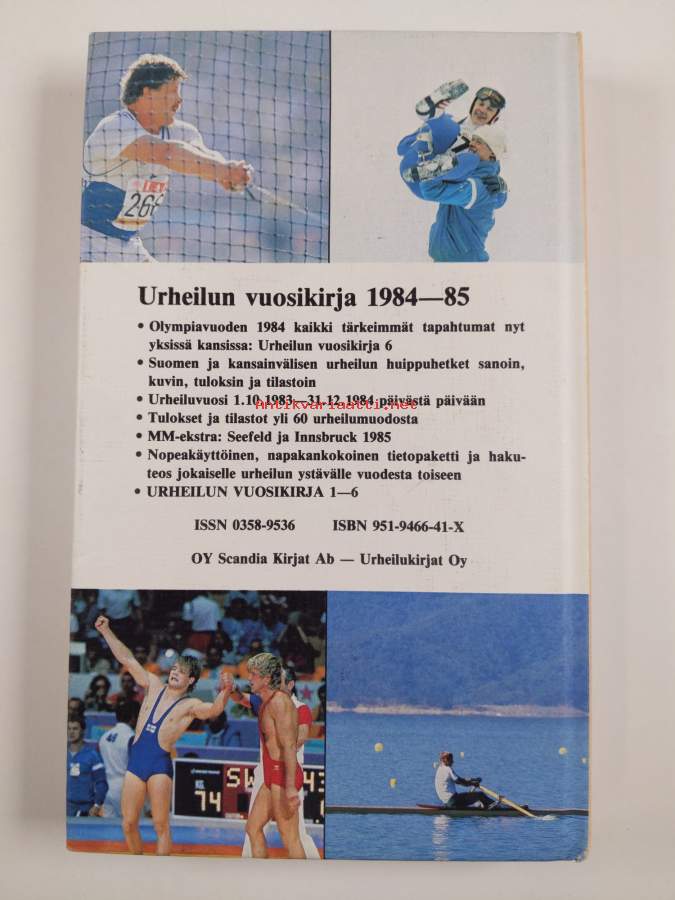 266
Urheilun vuosikirja 1984—85
• Olympiavuoden 1984 kaikki tärkeimmät tapahtumat nyt
yksissä kansissa: Urheilun vuosikirja 6
• Suomen ja kansainvälisen urheilun huippuhetket sanoin,
kuvin, tuloksin ja tilastoin
• Urheiluvuosi 1.10.1983—31.12.1984 päivästä päivään
Antikvariaatti.net
• Tulokset ja tilastot yli 60 urheilumuodosta
• MM-ekstra: Seefeld ja Innsbruck 1985
• Nopeakäyttöinen, napakankokoinen tietopaketti ja haku-
teos jokaiselle urheilun ystävälle vuodesta toiseen
• URHEILUN VUOSIKIRJA 1—6
ISSN 0358-9536 ISBN 951-9466-41-X
OY Scandia Kirjat Ab — Urheilukirjat Oy
KG
74
SW